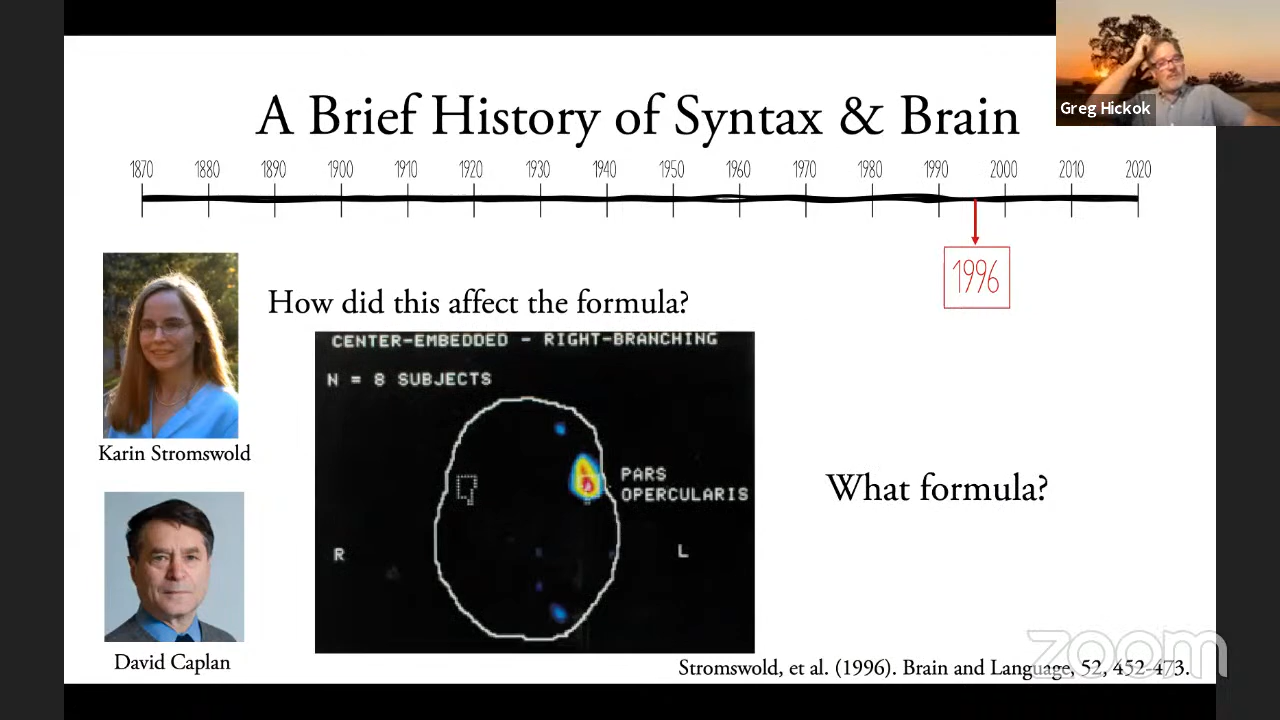 Greg Hickok
A Brief History of Syntax & Brain
1870 1880 1890 1900 1910 1920 1930 1940 1950 1960 1970 1980 1990 2000 2010 2020
1996
How did this affect the formula?
CENTER-EMBEDDED - RIGHT-BRANCHING
N = 8 SUBJECTS
PARS
OPERCULARIS
R
L
Karin Stromswold
What formula?
David Caplan
Stromswold, et al. (1996). Brain and Language, 52, 452-473.
zoom